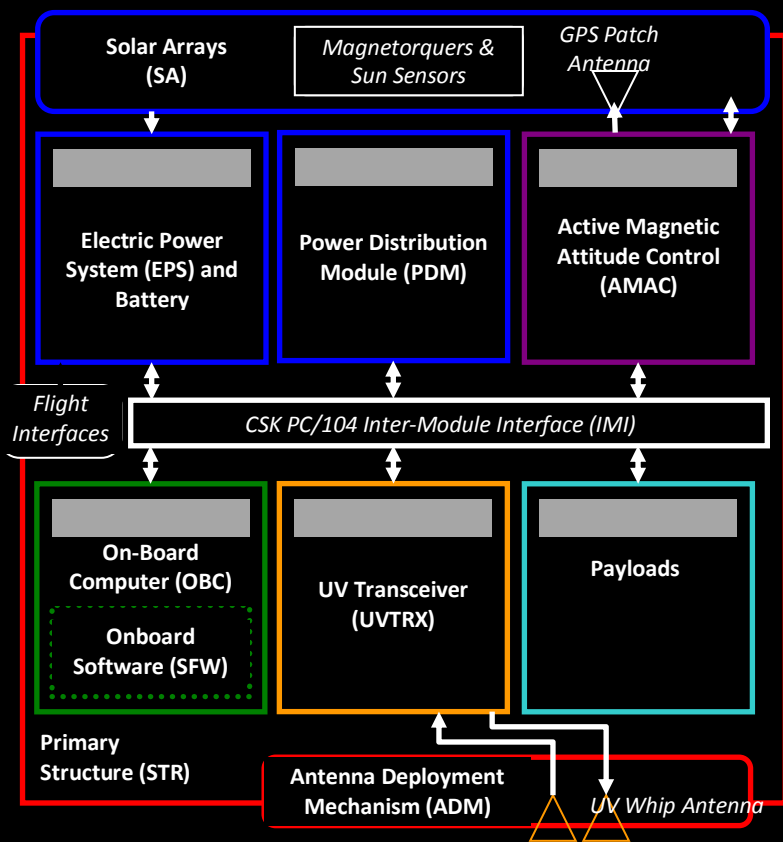 Solar Arrays
(SA)
Magnetorquers &
Sun Sensors
GPS Patch
Antenna
Electric Power
System (EPS) and
Battery
Power Distribution
Module (PDM)
Active Magnetic
Attitude Control
(AMAC)
Flight
Interfaces
CSK PC/104 Inter-Module Interface (IMI)
On-Board
Computer (OBC)
Onboard
Software (SFW)
UV Transceiver
(UVTRX)
Payloads
Primary
Structure (STR)
Antenna Deployment
Mechanism (ADM)
UV Whip Antenna